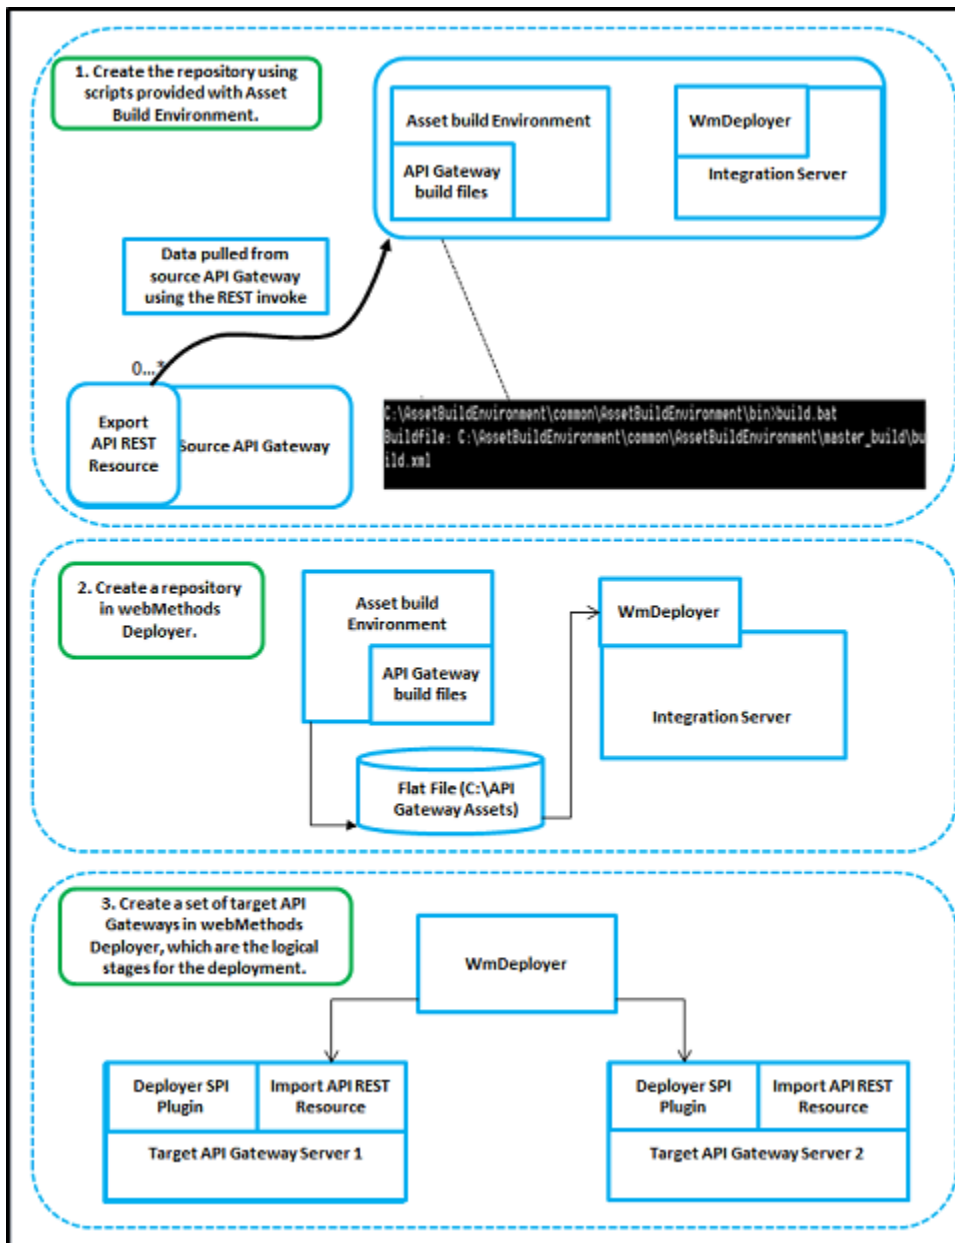 1. Create the repository using
scripts provided with Asset
Build Environment.
Asset build Environment
API Gateway
build files
WmDeployer
Integration Server
Data pulled from
source API Gateway
using the REST invoke
0...*
Export
API REST
Resource
Source API Gateway
C:\AssetBuildEnvironment\common\AssetBuildEnvironment\bin>build.bat
Buildfile: C:\AssetBuildEnvironment\common\AssetBuildEnvironment\master_build\bu
ild.xml
2. Create a repository
in webMethods
Deployer.
Asset build
Environment
API Gateway
build files
WmDeployer
Integration Server
Flat File (C:\API
Gateway Assets)
3. Create a set of target API
Gateways in webMethods
Deployer, which are the logical
stages for the deployment.
WmDeployer
Deployer SPI
Plugin
Import API REST
Resource
Target API Gateway Server 1
Deployer SPI
Plugin
Import API REST
Resource
Target API Gateway Server 2